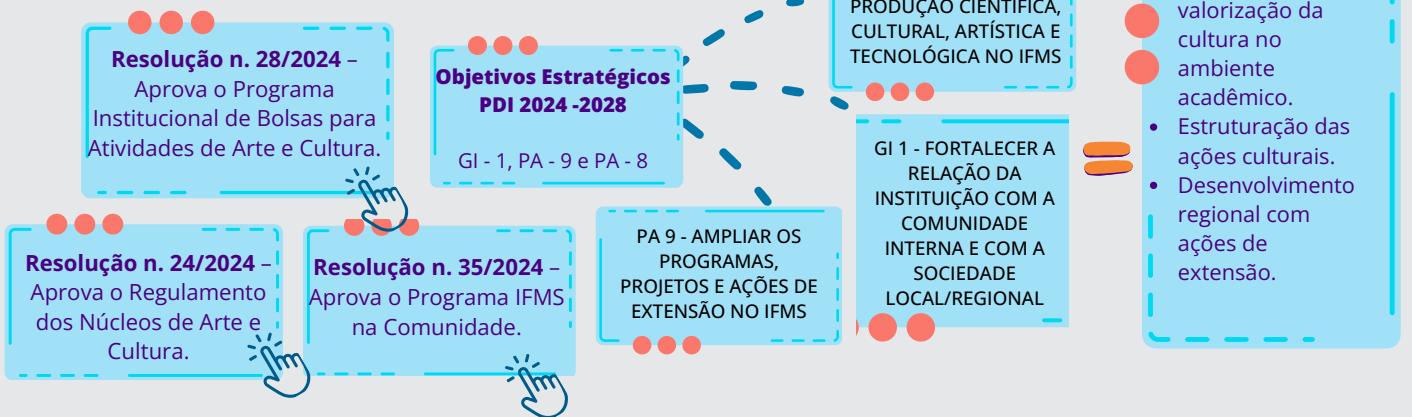 Resolução n. 28/2024 –
Aprova o Programa
Institucional de Bolsas para
Atividades de Arte e Cultura.
Resolução n. 24/2024 –
Aprova o Regulamento
dos Núcleos de Arte e
Cultura.
Resolução n. 35/2024 –
Aprova o Programa IFMS
na Comunidade.
Objetivos Estratégicos
PDI 2024 -2028
GI - 1, PA - 9 e PA - 8
PRODUÇÃO CIENTÍFICA,
CULTURAL, ARTÍSTICA E
TECNOLÓGICA NO IFMS
PA 9 - AMPLIAR OS
PROGRAMAS,
PROJETOS E AÇÕES DE
EXTENSÃO NO IFMS
GI 1 - FORTALECER A
RELAÇÃO DA
INSTITUIÇÃO COM A
COMUNIDADE
INTERNA E COM A
SOCIEDADE
LOCAL/REGIONAL
valorização da
cultura no
ambiente
acadêmico.
• Estruturação das
ações culturais.
• Desenvolvimento
regional com
ações de
extensão.